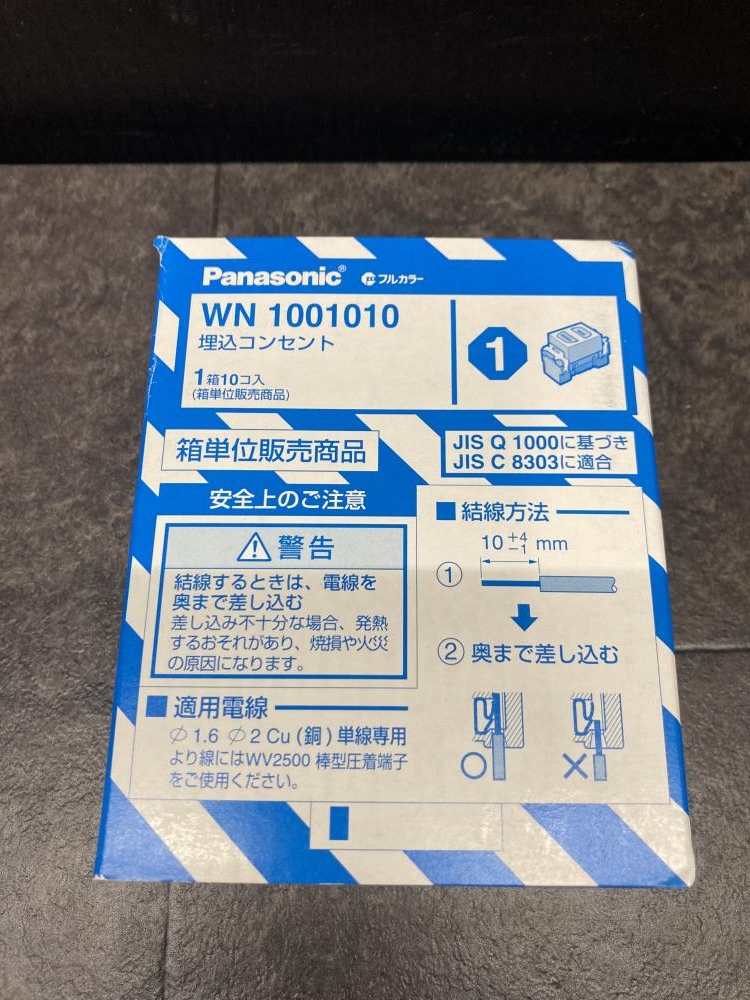 Panasonic® フルカラー
WN 1001010
埋込コンセント
1箱10コ入
(箱単位販売商品)
1
箱単位販売商品
JIS Q 1000に基づき
JIS C 8303に適合
安全上のご注意
警告
結線するときは、電線を
奥まで差し込む
差し込み不十分な場合、発熱
するおそれがあり、焼損や火災
の原因になります。
■ 結線方法
10 +4 −1 mm
①
② 奥まで差し込む
■ 適用電線
φ1.6 φ2 Cu (銅) 単線専用
より線にはWV2500 棒型圧着端子
をご使用ください。
○ ×